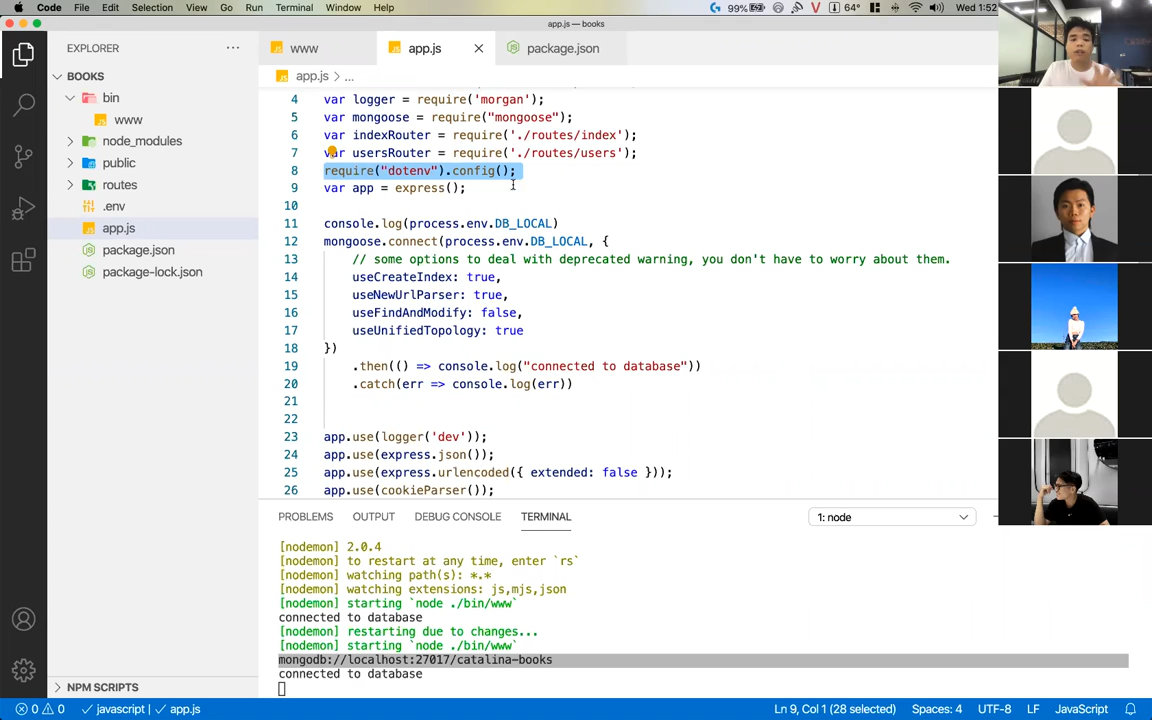 Code File Edit Selection View Go Run Terminal Window Help 99% 64° Wed 1:52
app.js — books
EXPLORER ...
www app.js package.json
app.js > ...
BOOKS
bin
www
node_modules
public
routes
.env
app.js
package.json
package-lock.json
4 var logger = require('morgan');
5 var mongoose = require("mongoose");
6 var indexRouter = require('./routes/index');
7 var usersRouter = require('./routes/users');
8 require("dotenv").config();
9 var app = express();
10
11 console.log(process.env.DB_LOCAL)
12 mongoose.connect(process.env.DB_LOCAL, {
13 // some options to deal with deprecated warning, you don't have to worry about them.
14 useCreateIndex: true,
15 useNewUrlParser: true,
16 useFindAndModify: false,
17 useUnifiedTopology: true
18 })
19 .then(() => console.log("connected to database"))
20 .catch(err => console.log(err))
21
22
23 app.use(logger('dev'));
24 app.use(express.json());
25 app.use(express.urlencoded({ extended: false }));
26 app.use(cookieParser());
PROBLEMS OUTPUT DEBUG CONSOLE TERMINAL 1: node
[nodemon] 2.0.4
[nodemon] to restart at any time, enter `rs`
[nodemon] watching path(s): *.*
[nodemon] watching extensions: js,mjs,json
[nodemon] starting `node ./bin/www`
connected to database
[nodemon] restarting due to changes...
[nodemon] starting `node ./bin/www`
mongodb://localhost:27017/catalina-books
connected to database
NPM SCRIPTS
0 0 javascript | app.js Ln 9, Col 1 (28 selected) Spaces: 4 UTF-8 LF JavaScript